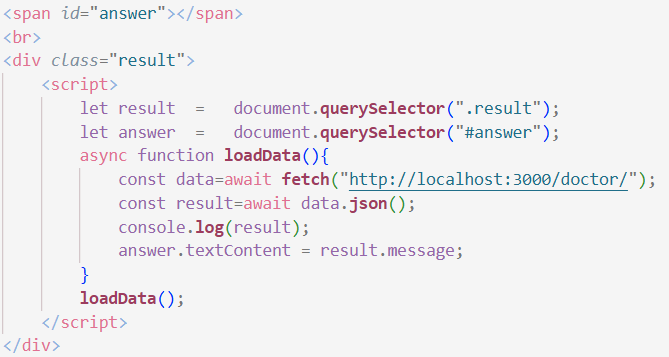 <span id="answer"></span>
<br>
<div class="result">
    <script>
        let result  =   document.querySelector(".result");
        let answer  =   document.querySelector("#answer");
        async function loadData(){
            const data=await fetch("http://localhost:3000/doctor/");
            const result=await data.json();
            console.log(result);
            answer.textContent = result.message;
        }
        loadData();
    </script>
</div>